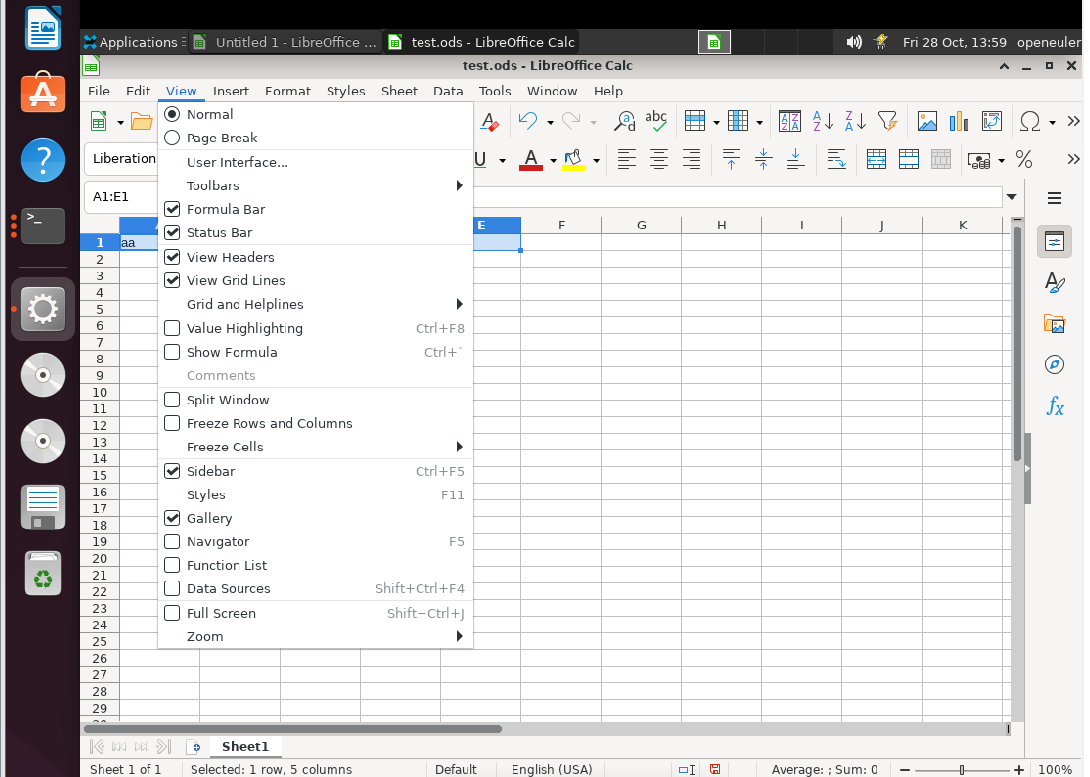 Applications
Untitled 1 - LibreOffice ...
test.ods - LibreOffice Calc
Fri 28 Oct, 13:59
openeuler
test.ods - LibreOffice Calc
File Edit View Insert Format Styles Sheet Data Tools Window Help
Normal
Page Break
User Interface...
Toolbars
Formula Bar
Status Bar
View Headers
View Grid Lines
Grid and Helplines
Value Highlighting Ctrl+F8
Show Formula Ctrl+`
Comments
Split Window
Freeze Rows and Columns
Freeze Cells
Sidebar Ctrl+F5
Styles F11
Gallery
Navigator F5
Function List
Data Sources Shift+Ctrl+F4
Full Screen Shift-Ctrl+J
Zoom
Liberation
A1:E1
E F G H I J K
1 aa
2
3
4
5
6
7
8
9
10
11
12
13
14
15
16
17
18
19
20
21
22
23
24
25
26
27
28
29
Sheet1
Sheet 1 of 1 Selected: 1 row, 5 columns Default English (USA) Average: ; Sum: 0 100%